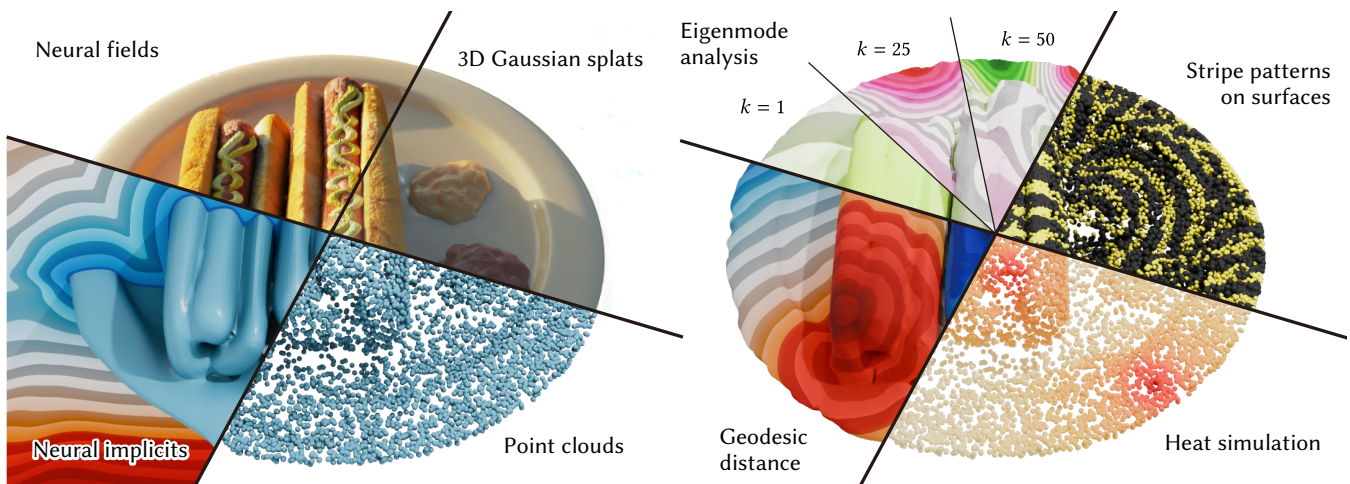 Neural fields
3D Gaussian splats
Neural implicits
Point clouds
Eigenmode
analysis
k = 1
k = 25
k = 50
Stripe patterns
on surfaces
Geodesic
distance
Heat simulation